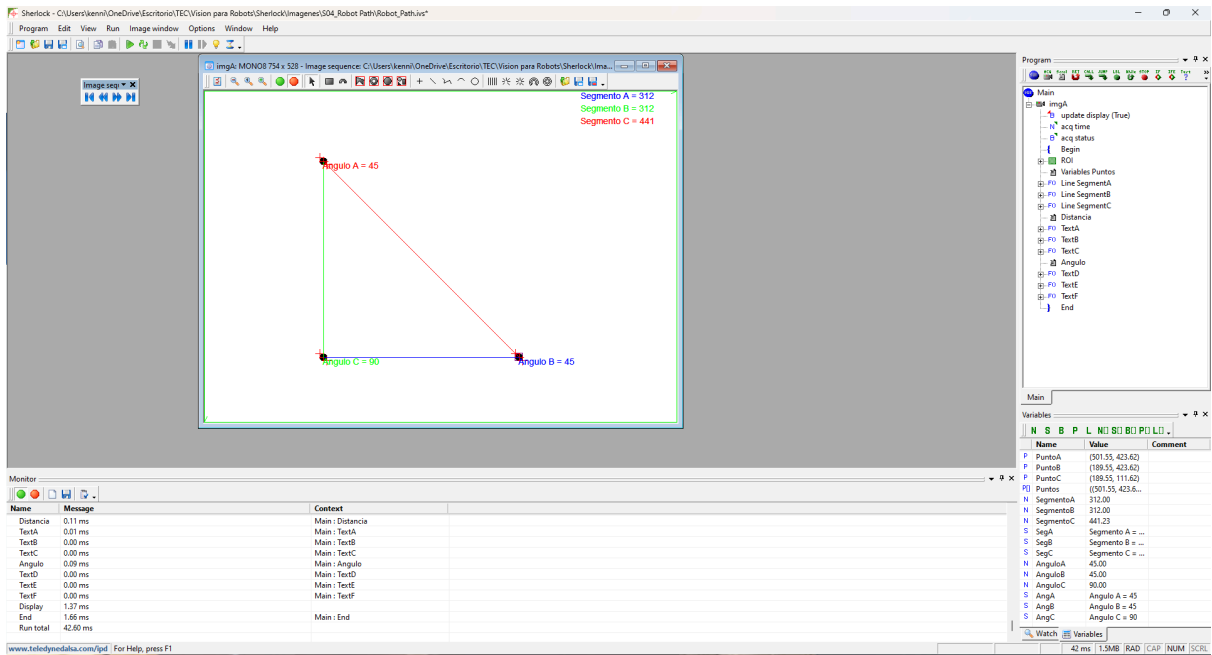 Sherlock - C:\Users\kenni\OneDrive\Escritorio\TEC\Vision para Robots\Sherlock\Imagenes\S04_Robot Path\Robot_Path.ivs*
Program Edit View Run Image window Options Window Help
Image seq
imgA: MONO8 754 x 528 - Image sequence: C:\Users\kenni\OneDrive\Escritorio\TEC\Vision para Robots\Sherlock\Ima...
Segmento A = 312
Segmento B = 312
Segmento C = 441
Angulo A = 45
Angulo C = 90
Angulo B = 45
Program
Main
imgA
update display (True)
acq time
acq status
Begin
ROI
Variables Puntos
Line SegmentA
Line SegmentB
Line SegmentC
Distancia
TextA
TextB
TextC
Angulo
TextD
TextE
TextF
End
Main
Variables
N S B P L N[] S[] B[] P[] L[]
Name Value Comment
P PuntoA (501.55, 423.62)
P PuntoB (189.55, 423.62)
P PuntoC (189.55, 111.62)
P[] Puntos ((501.55, 423.6...
N SegmentoA 312.00
N SegmentoB 312.00
N SegmentoC 441.23
S SegA Segmento A = ...
S SegB Segmento B = ...
S SegC Segmento C = ...
N AnguloA 45.00
N AnguloB 45.00
N AnguloC 90.00
S AngA Angulo A = 45
S AngB Angulo B = 45
S AngC Angulo C = 90
Watch Variables
Monitor
Name Message Context
Distancia 0.11 ms Main : Distancia
TextA 0.01 ms Main : TextA
TextB 0.00 ms Main : TextB
TextC 0.00 ms Main : TextC
Angulo 0.09 ms Main : Angulo
TextD 0.00 ms Main : TextD
TextE 0.00 ms Main : TextE
TextF 0.00 ms Main : TextF
Display 1.37 ms
End 1.66 ms Main : End
Run total 42.60 ms
www.teledynedalsa.com/ipd For Help, press F1
42 ms 1.5MB RAD CAP NUM SCRL